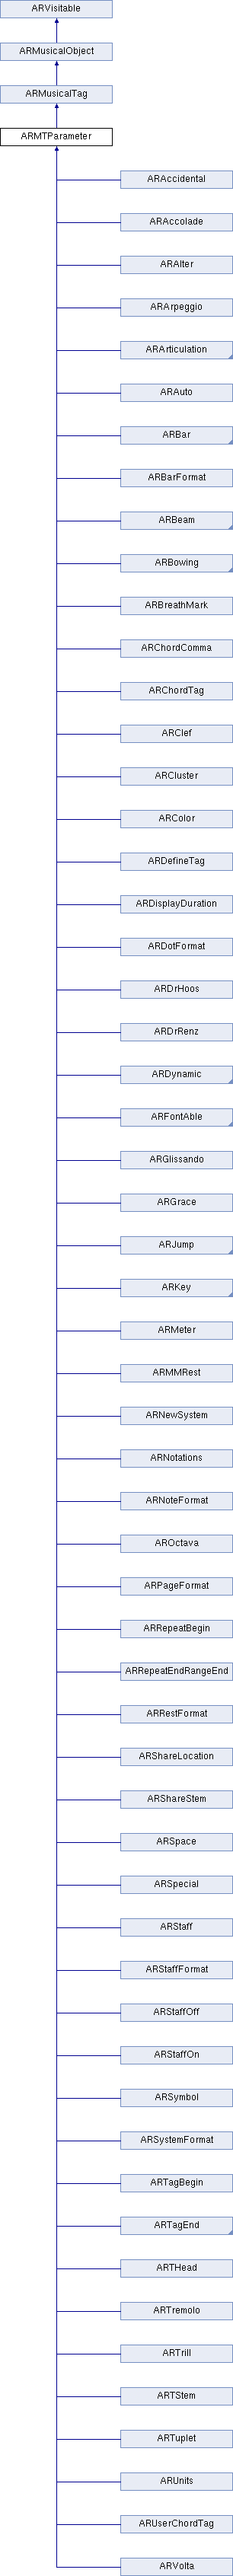 ARVisitable
ARMusicalObject
ARMusicalTag
ARMTParameter
ARAccidental
ARAccolade
ARAlter
ARArpeggio
ARArticulation
ARAuto
ARBar
ARBarFormat
ARBeam
ARBowing
ARBreathMark
ARChordComma
ARChordTag
ARClef
ARCluster
ARColor
ARDefineTag
ARDisplayDuration
ARDotFormat
ARDrHoos
ARDrRenz
ARDynamic
ARFontAble
ARGlissando
ARGrace
ARJump
ARKey
ARMeter
ARMMRest
ARNewSystem
ARNotations
ARNoteFormat
AROctava
ARPageFormat
ARRepeatBegin
ARRepeatEndRangeEnd
ARRestFormat
ARShareLocation
ARShareStem
ARSpace
ARSpecial
ARStaff
ARStaffFormat
ARStaffOff
ARStaffOn
ARSymbol
ARSystemFormat
ARTagBegin
ARTagEnd
ARTHead
ARTremolo
ARTrill
ARTStem
ARTuplet
ARUnits
ARUserChordTag
ARVolta